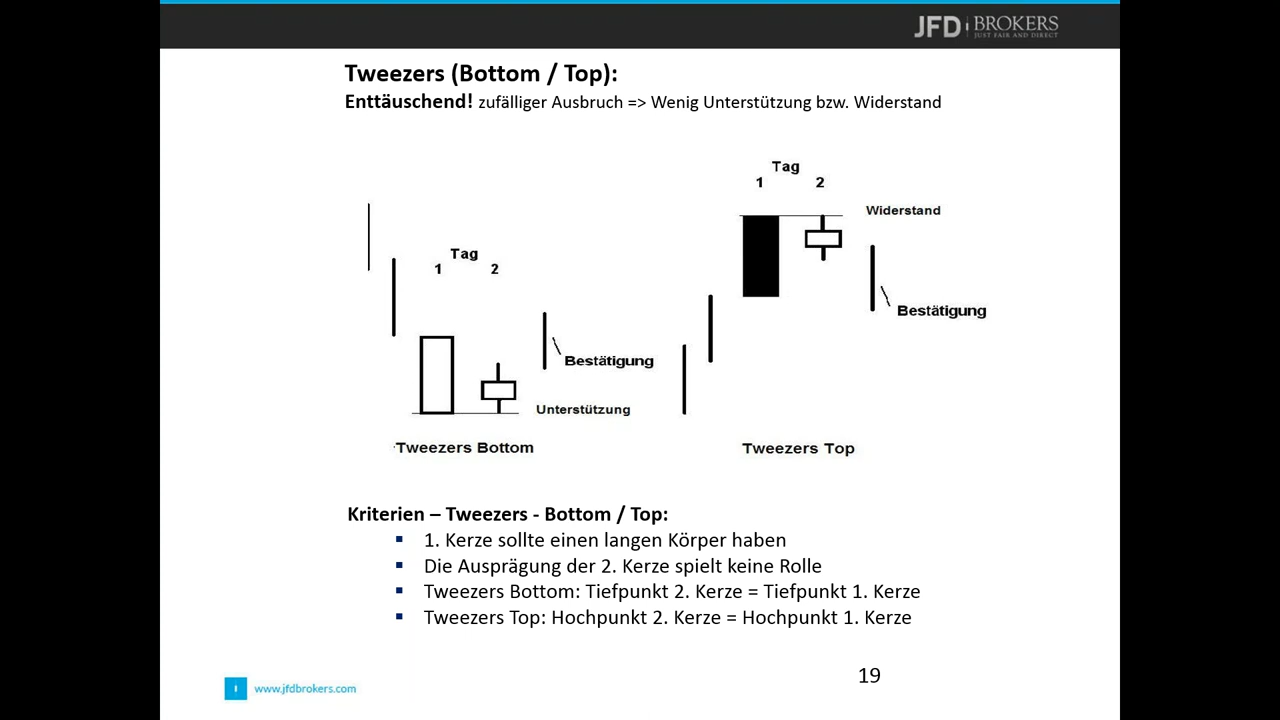 JFD BROKERS
JUST FAIR AND DIRECT
Tweezers (Bottom / Top):
Enttäuschend! zufälliger Ausbruch => Wenig Unterstützung bzw. Widerstand
Tag
1 2
Bestätigung
Unterstützung
Tweezers Bottom
Tag
1 2
Widerstand
Bestätigung
Tweezers Top
Kriterien – Tweezers - Bottom / Top:
1. Kerze sollte einen langen Körper haben
Die Ausprägung der 2. Kerze spielt keine Rolle
Tweezers Bottom: Tiefpunkt 2. Kerze = Tiefpunkt 1. Kerze
Tweezers Top: Hochpunkt 2. Kerze = Hochpunkt 1. Kerze
19
www.jfdbrokers.com